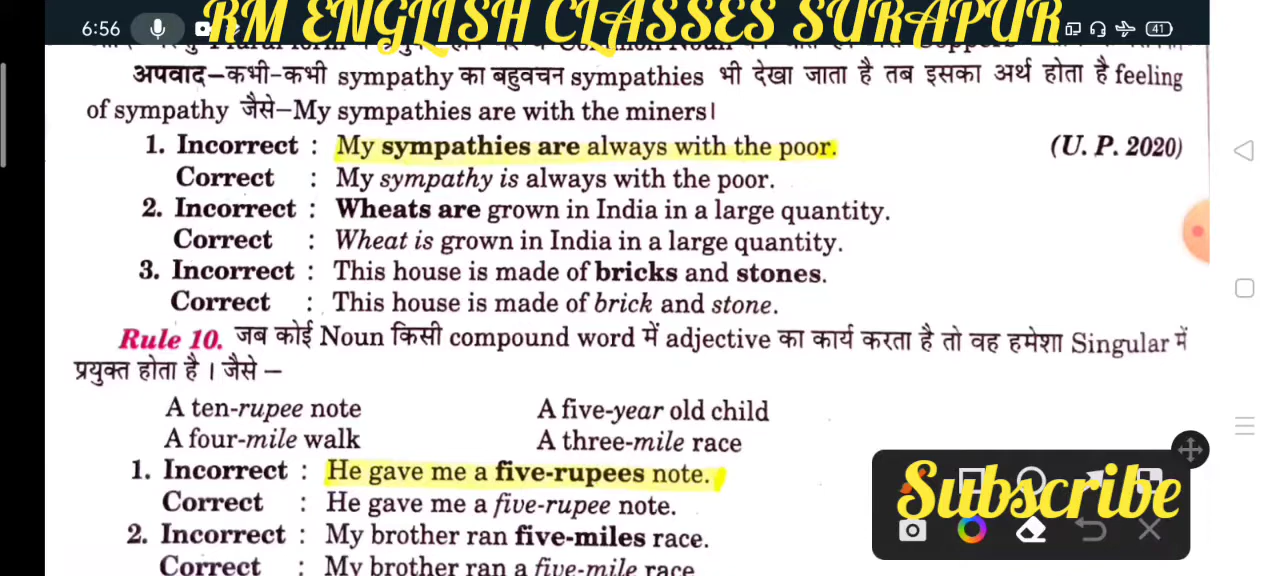 6:56
RM ENGLISH CLASSES SURAPUR
41
अपवाद–कभी-कभी sympathy का बहुवचन sympathies भी देखा जाता है तब इसका अर्थ होता है feeling
of sympathy जैसे–My sympathies are with the miners।
1. Incorrect : My sympathies are always with the poor. (U. P. 2020)
Correct : My sympathy is always with the poor.
2. Incorrect : Wheats are grown in India in a large quantity.
Correct : Wheat is grown in India in a large quantity.
3. Incorrect : This house is made of bricks and stones.
Correct : This house is made of brick and stone.
Rule 10. जब कोई Noun किसी compound word में adjective का कार्य करता है तो वह हमेशा Singular में
प्रयुक्त होता है। जैसे –
A ten-rupee note A five-year old child
A four-mile walk A three-mile race
1. Incorrect : He gave me a five-rupees note.
Correct : He gave me a five-rupee note.
Subscribe
2. Incorrect : My brother ran five-miles race.
Correct : My brother ran a five-mile race